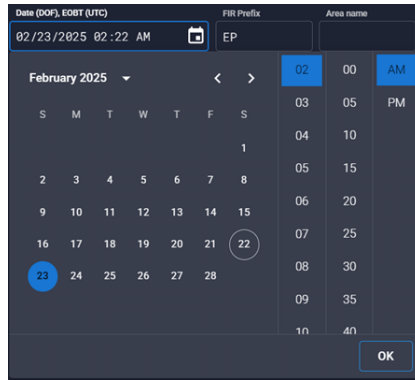 Date (DOF), EOBT (UTC) FIR Prefix Area name
02/23/2025 02:22 AM EP
February 2025
S M T W T F S
1
2 3 4 5 6 7 8
9 10 11 12 13 14 15
16 17 18 19 20 21 22
23 24 25 26 27 28
02 00 AM
03 05 PM
04 10
05 15
06 20
07 25
08 30
09 35
10 40
OK